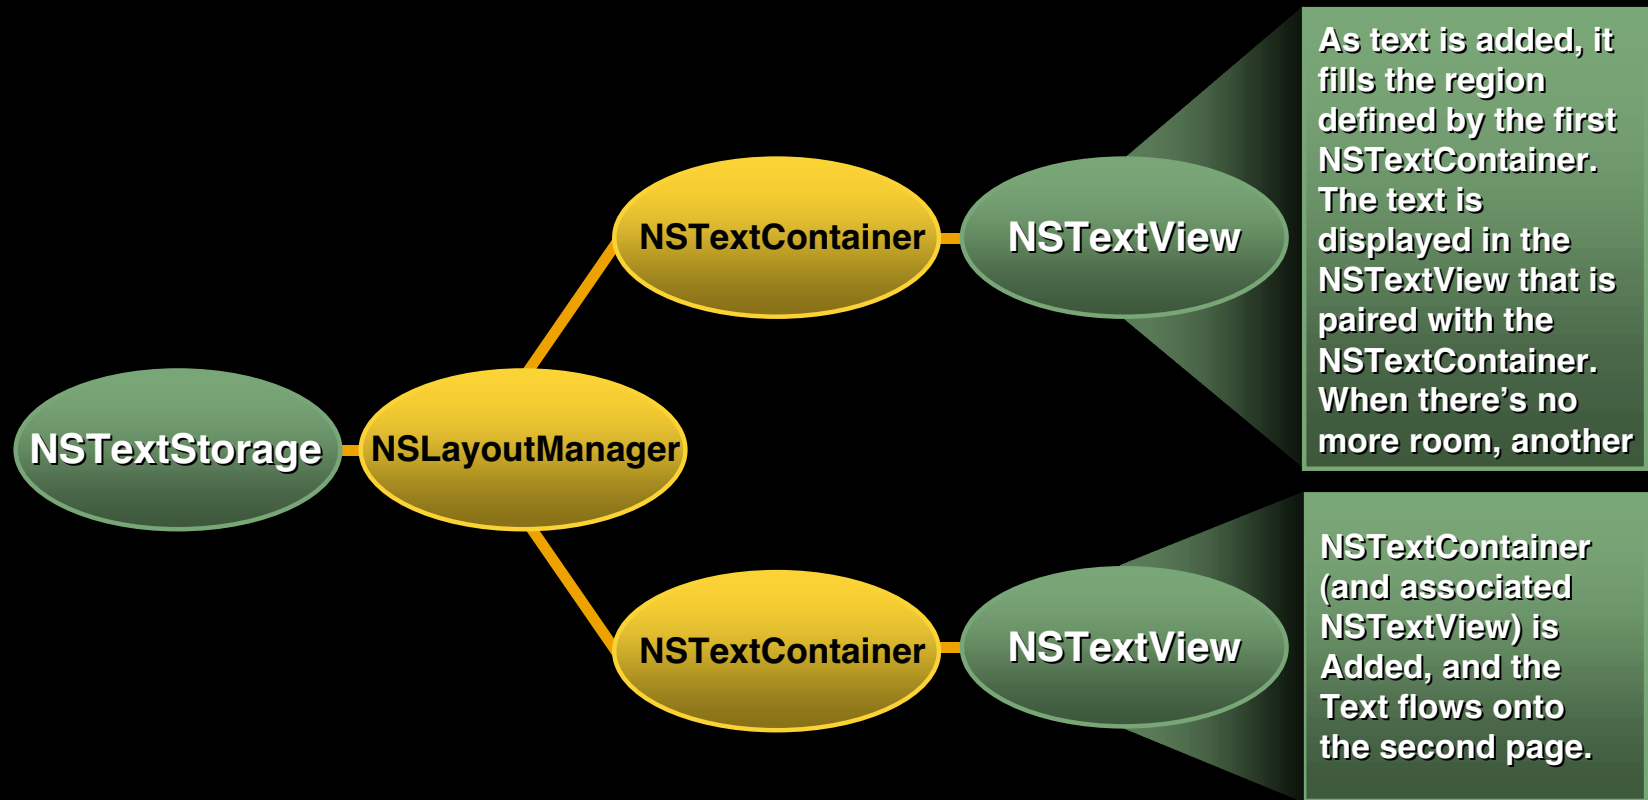 As text is added, it
fills the region
defined by the first
NSTextContainer.
The text is
displayed in the
NSTextView that is
paired with the
NSTextContainer.
When there’s no
more room, another
NSTextContainer
NSTextView
NSTextStorage
NSLayoutManager
NSTextContainer
NSTextView
NSTextContainer
(and associated
NSTextView) is
Added, and the
Text flows onto
the second page.